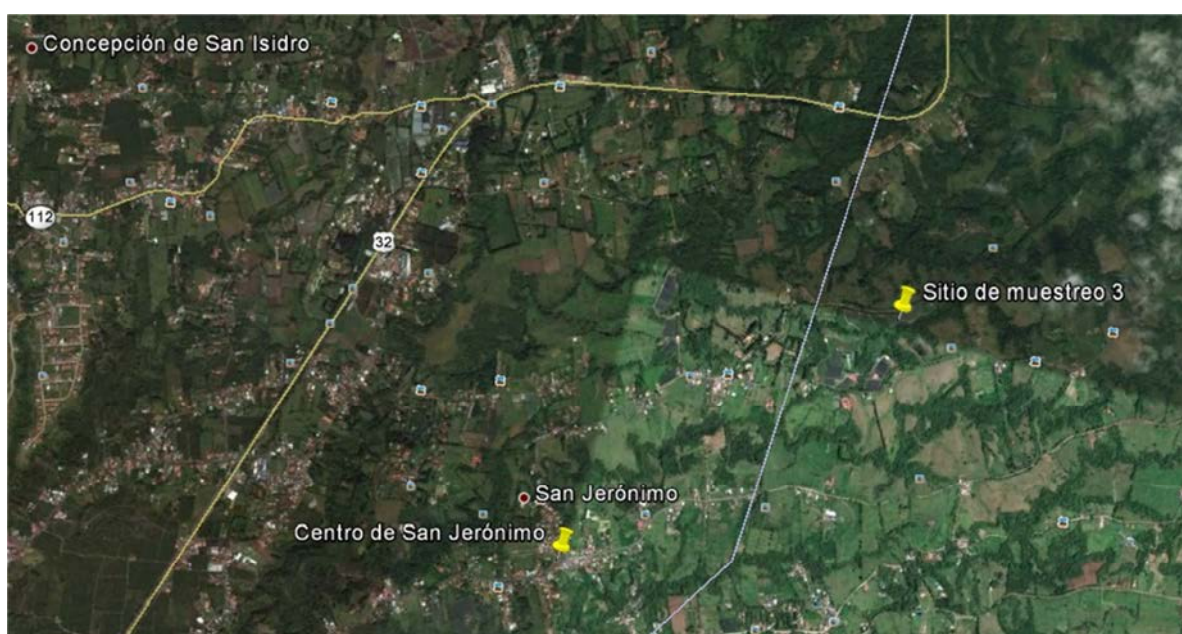 Concepción de San Isidro
112
32
Sitio de muestreo 3
San Jerónimo
Centro de San Jerónimo